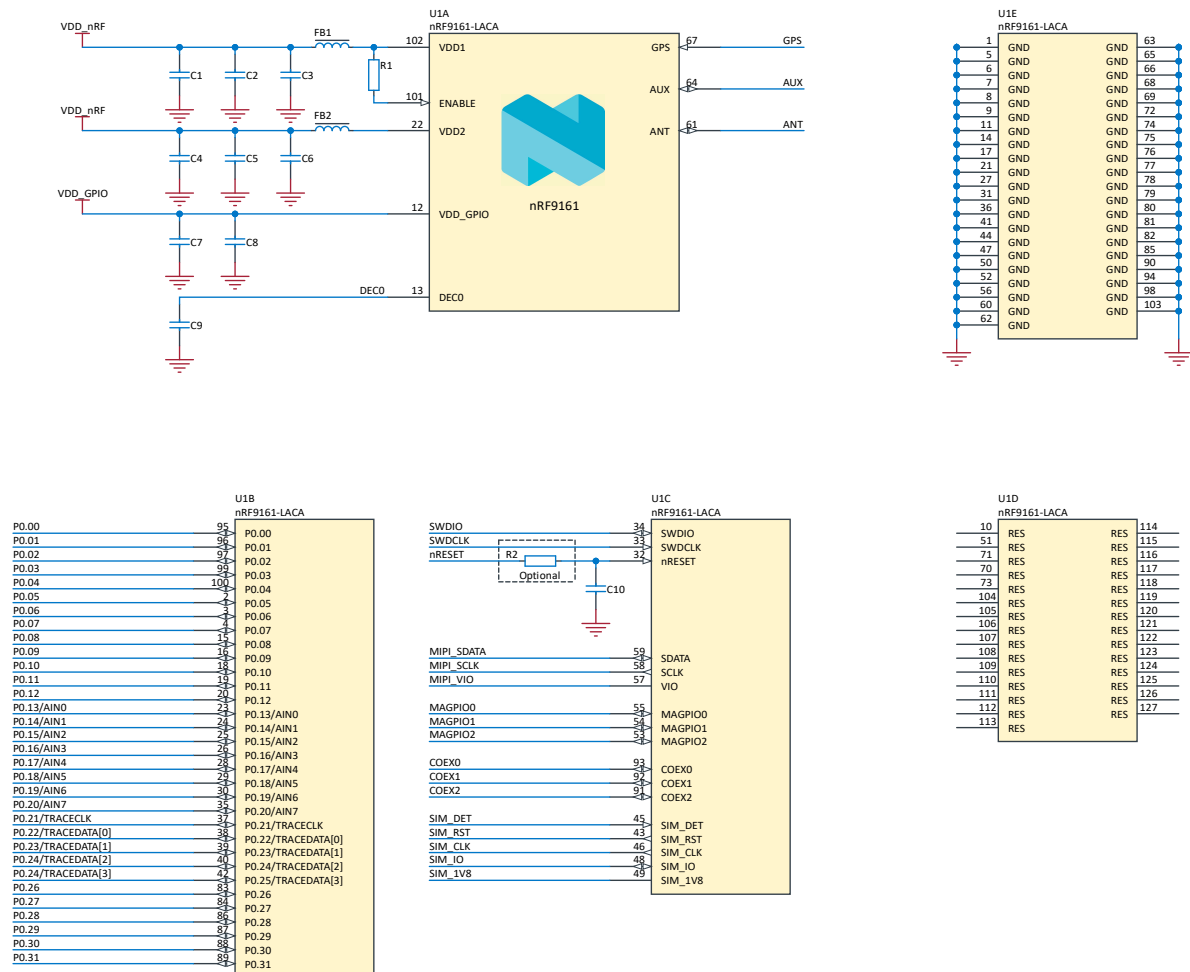 U1A
nRF9161-LACA
VDD_nRF
FB1
102
VDD1
C1
C2
C3
R1
101
ENABLE
VDD_nRF
FB2
22
VDD2
C4
C5
C6
VDD_GPIO
12
VDD_GPIO
C7
C8
DEC0
13
DEC0
C9
nRF9161
GPS
67
GPS
AUX
64
AUX
ANT
61
ANT
U1E
nRF9161-LACA
1 GND GND 63
5 GND GND 65
6 GND GND 66
7 GND GND 68
8 GND GND 69
9 GND GND 72
11 GND GND 74
14 GND GND 75
17 GND GND 76
21 GND GND 77
27 GND GND 78
31 GND GND 79
36 GND GND 80
41 GND GND 81
44 GND GND 82
47 GND GND 85
50 GND GND 90
52 GND GND 94
56 GND GND 98
60 GND GND 103
62 GND
U1B
nRF9161-LACA
P0.00 95 P0.00
P0.01 96 P0.01
P0.02 97 P0.02
P0.03 99 P0.03
P0.04 100 P0.04
P0.05 2 P0.05
P0.06 3 P0.06
P0.07 4 P0.07
P0.08 15 P0.08
P0.09 16 P0.09
P0.10 18 P0.10
P0.11 19 P0.11
P0.12 20 P0.12
P0.13/AIN0 23 P0.13/AIN0
P0.14/AIN1 24 P0.14/AIN1
P0.15/AIN2 25 P0.15/AIN2
P0.16/AIN3 26 P0.16/AIN3
P0.17/AIN4 28 P0.17/AIN4
P0.18/AIN5 29 P0.18/AIN5
P0.19/AIN6 30 P0.19/AIN6
P0.20/AIN7 35 P0.20/AIN7
P0.21/TRACECLK 37 P0.21/TRACECLK
P0.22/TRACEDATA[0] 38 P0.22/TRACEDATA[0]
P0.23/TRACEDATA[1] 39 P0.23/TRACEDATA[1]
P0.24/TRACEDATA[2] 40 P0.24/TRACEDATA[2]
P0.24/TRACEDATA[3] 42 P0.25/TRACEDATA[3]
P0.26 83 P0.26
P0.27 84 P0.27
P0.28 86 P0.28
P0.29 87 P0.29
P0.30 88 P0.30
P0.31 89 P0.31
U1C
nRF9161-LACA
SWDIO 34 SWDIO
SWDCLK 33 SWDCLK
nRESET R2 32 nRESET
Optional
C10
MIPI_SDATA 59 SDATA
MIPI_SCLK 58 SCLK
MIPI_VIO 57 VIO
MAGPIO0 55 MAGPIO0
MAGPIO1 54 MAGPIO1
MAGPIO2 53 MAGPIO2
COEX0 93 COEX0
COEX1 92 COEX1
COEX2 91 COEX2
SIM_DET 45 SIM_DET
SIM_RST 43 SIM_RST
SIM_CLK 46 SIM_CLK
SIM_IO 48 SIM_IO
SIM_1V8 49 SIM_1V8
U1D
nRF9161-LACA
10 RES RES 114
51 RES RES 115
71 RES RES 116
70 RES RES 117
73 RES RES 118
104 RES RES 119
105 RES RES 120
106 RES RES 121
107 RES RES 122
108 RES RES 123
109 RES RES 124
110 RES RES 125
111 RES RES 126
112 RES RES 127
113 RES